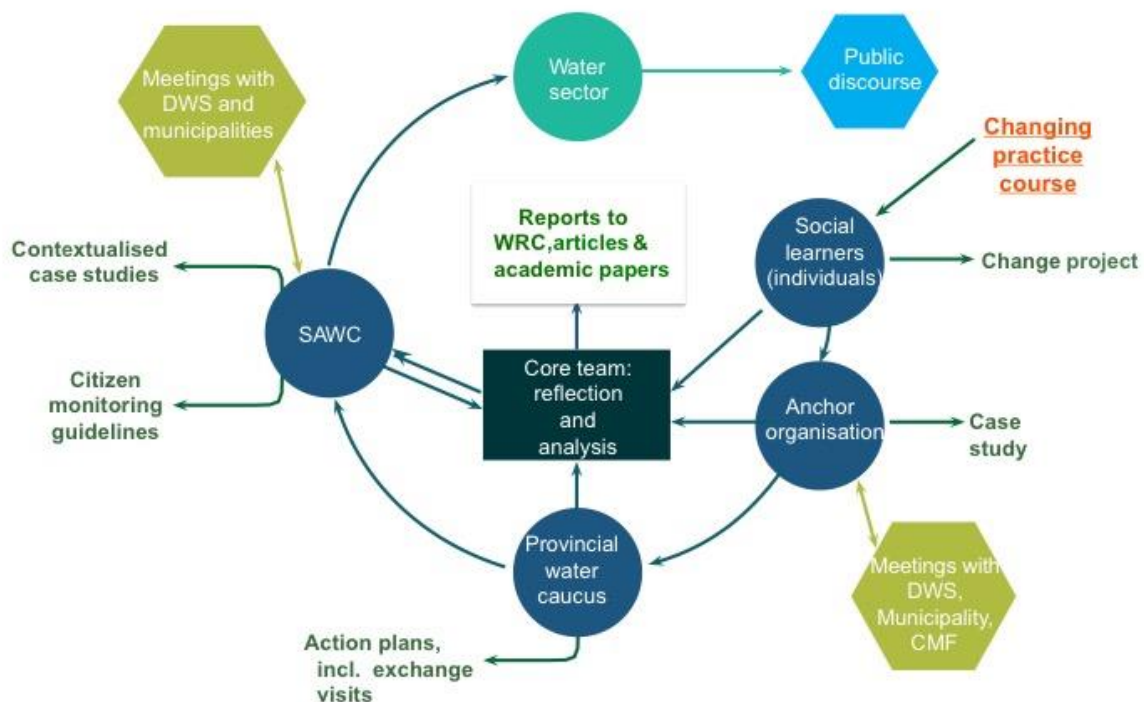 Meetings with
DWS and
municipalities
Water
sector
Public
discourse
Changing
practice
course
Reports to
WRC,articles &
academic papers
Social
learners
(individuals)
Change project
Contextualised
case studies
SAWC
Citizen
monitoring
guidelines
Core team:
reflection
and
analysis
Anchor
organisation
Case
study
Provincial
water
caucus
Meetings with
DWS,
Municipality,
CMF
Action plans,
incl. exchange
visits